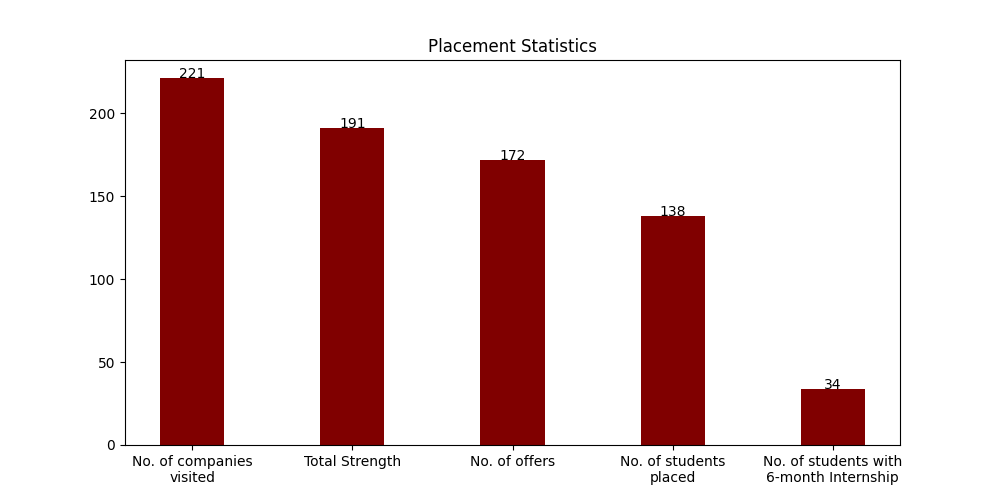 Placement Statistics
221
191
172
138
34
200
150
100
50
0
No. of companies
visited
Total Strength
No. of offers
No. of students
placed
No. of students with
6-month Internship